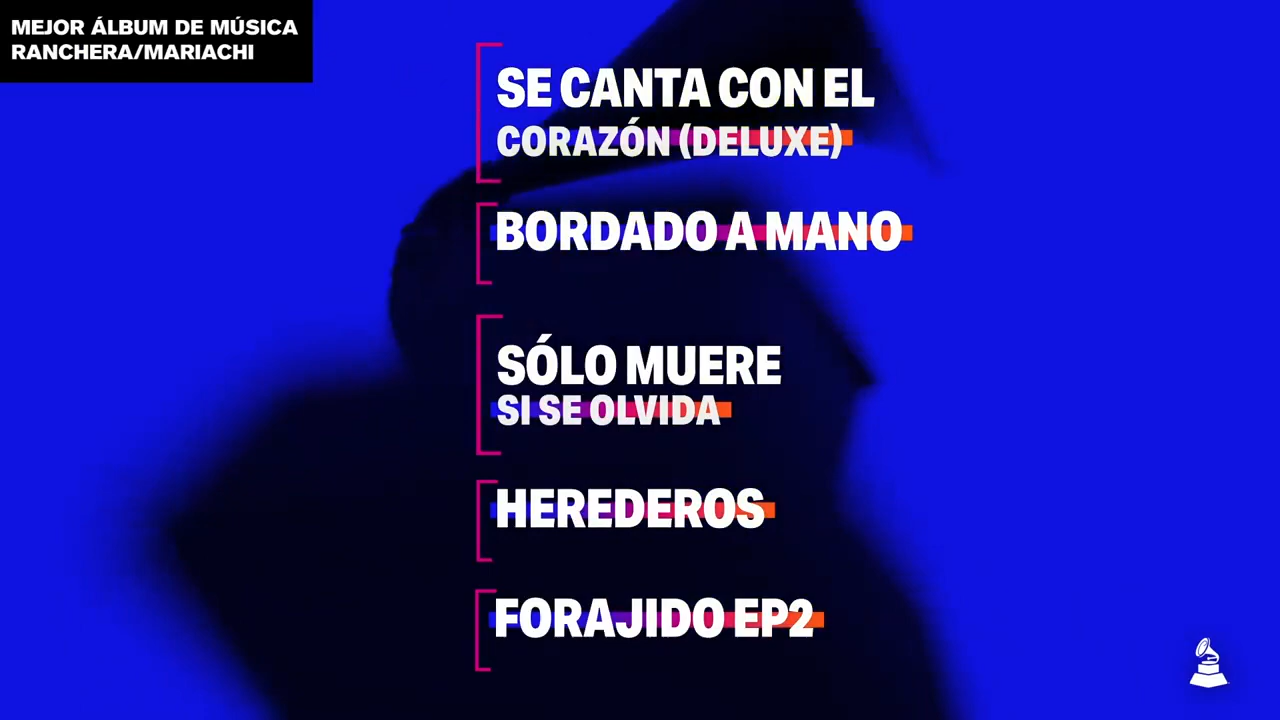 MEJOR ÁLBUM DE MÚSICA
RANCHERA/MARIACHI
SE CANTA CON EL
CORAZÓN (DELUXE)
BORDADO A MANO
SÓLO MUERE
SI SE OLVIDA
HEREDEROS
FORAJIDO EP2